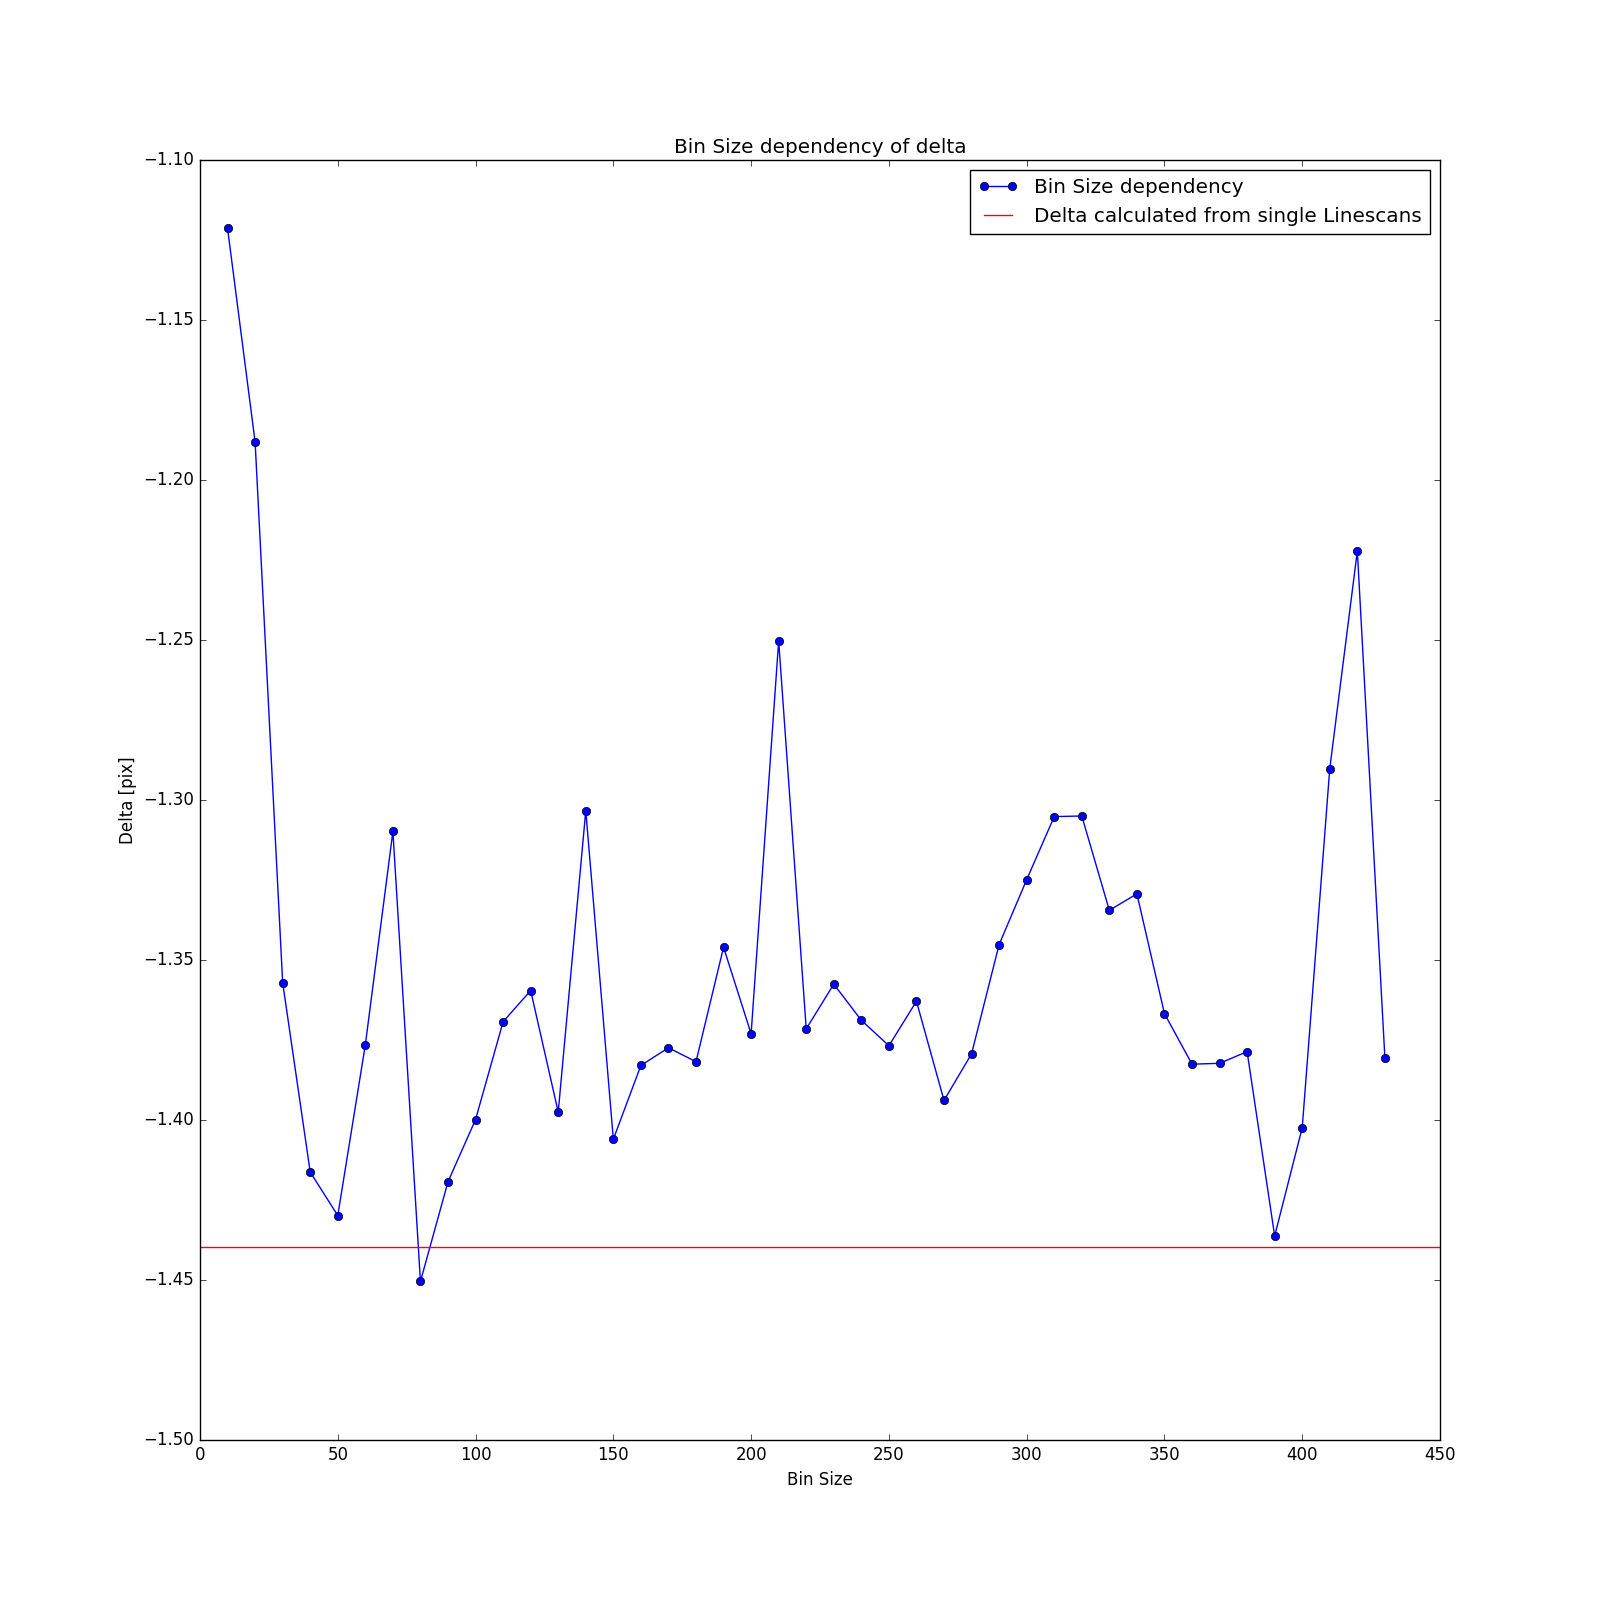 Bin Size dependency of delta
−1.10
Bin Size dependency
Delta calculated from single Linescans
−1.15
−1.20
−1.25
−1.30
−1.35
−1.40
−1.45
−1.50
Delta [pix]
0 50 100 150 200 250 300 350 400 450
Bin Size